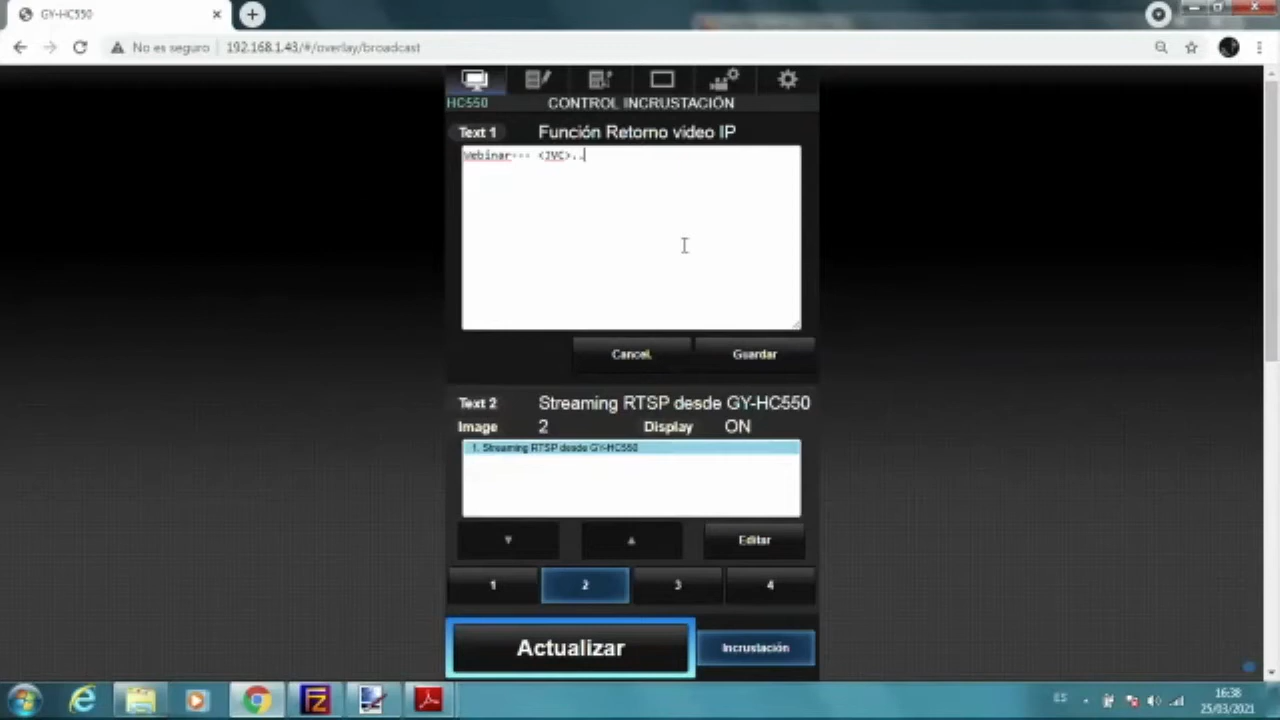 GY-HC550
No es seguro
192.168.1.43/#/overlay/broadcast
HC550
CONTROL INCRUSTACIÓN
Text 1
Función Retorno video IP
Webinar--- <JVC>..
Cancel.
Guardar
Text 2
Streaming RTSP desde GY-HC550
Image
2
Display
ON
1. Streaming RTSP desde GY-HC550
Editar
1
2
3
4
Actualizar
Incrustación
ES
16:38
25/03/2021